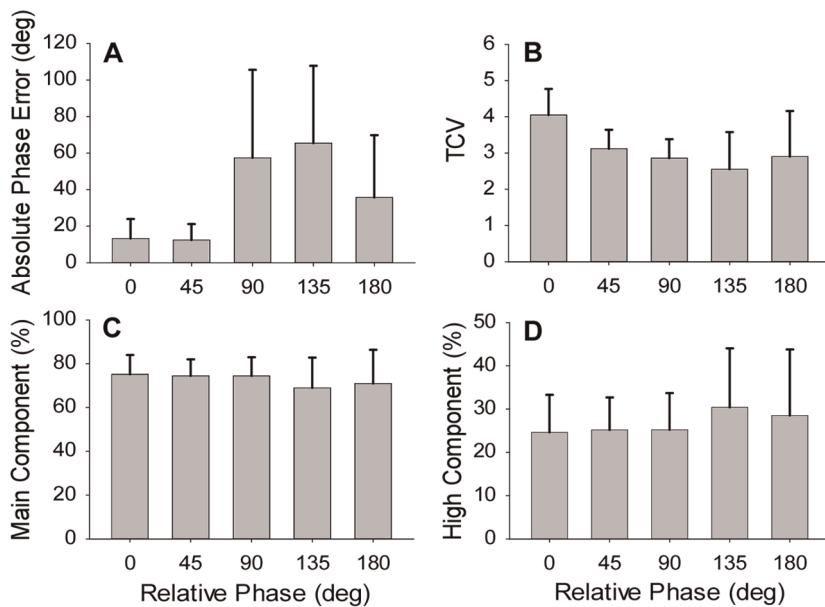 A
Absolute Phase Error (deg)
120
100
80
60
40
20
0
0 45 90 135 180
B
TCV
6
5
4
3
2
1
0
0 45 90 135 180
C
Main Component (%)
100
80
60
40
20
0
0 45 90 135 180
Relative Phase (deg)
D
High Component (%)
50
40
30
20
10
0
0 45 90 135 180
Relative Phase (deg)